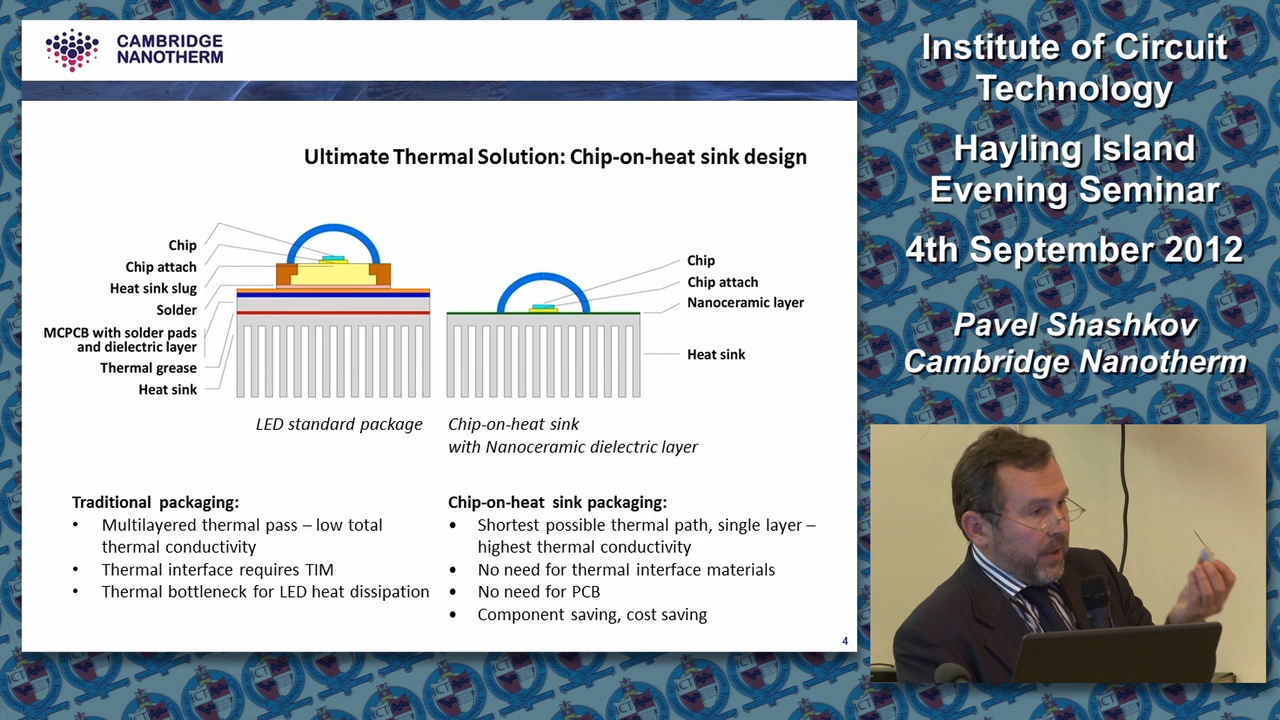 CAMBRIDGE
NANOTHERM
Ultimate Thermal Solution: Chip-on-heat sink design
Chip
Chip attach
Heat sink slug
Solder
MCPCB with solder pads
and dielectric layer
Thermal grease
Heat sink
Chip
Chip attach
Nanoceramic layer
Heat sink
LED standard package
Chip-on-heat sink
with Nanoceramic dielectric layer
Traditional packaging:
• Multilayered thermal pass – low total
thermal conductivity
• Thermal interface requires TIM
• Thermal bottleneck for LED heat dissipation
Chip-on-heat sink packaging:
• Shortest possible thermal path, single layer –
highest thermal conductivity
• No need for thermal interface materials
• No need for PCB
• Component saving, cost saving
4
Institute of Circuit
Technology
Hayling Island
Evening Seminar
4th September 2012
Pavel Shashkov
Cambridge Nanotherm
ICT